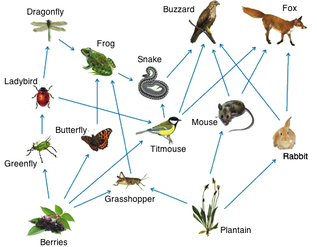 Dragonfly
Buzzard
Fox
Frog
Snake
Ladybird
Mouse
Butterfly
Titmouse
Greenfly
Rabbit
Grasshopper
Berries
Plantain